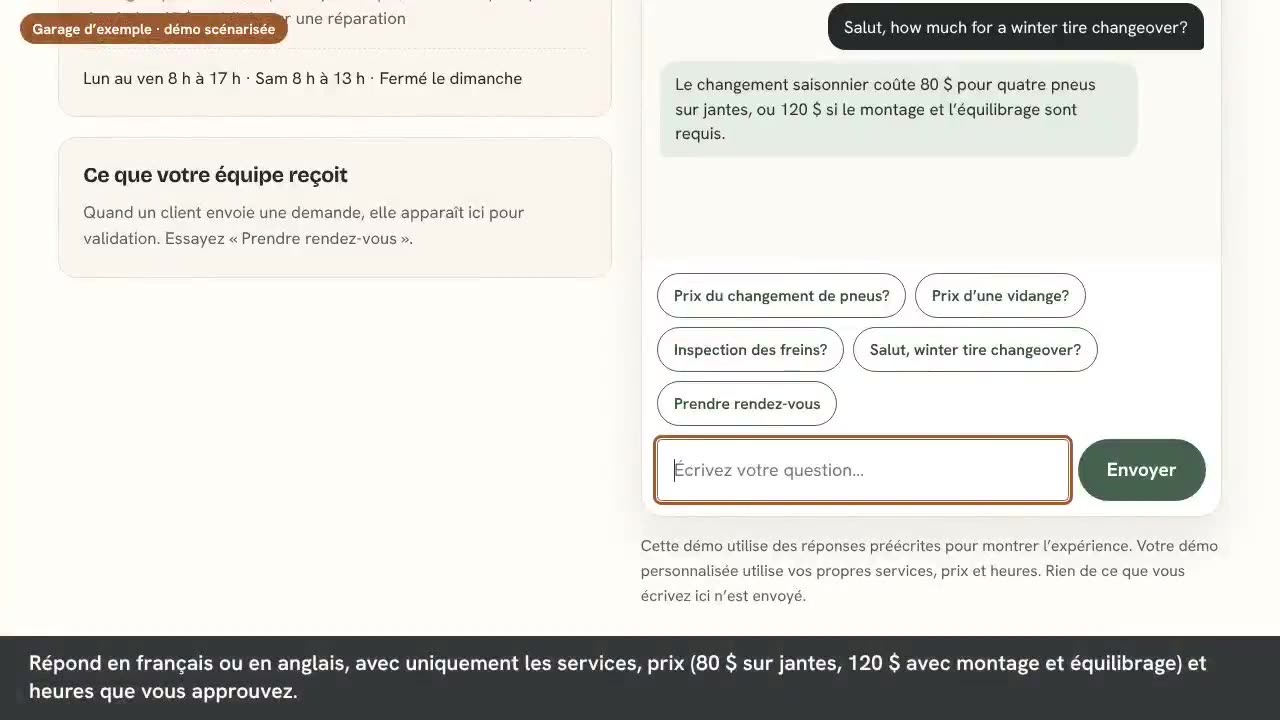 Garage d’exemple · démo scénarisée
une réparation
Lun au ven 8 h à 17 h · Sam 8 h à 13 h · Fermé le dimanche
Ce que votre équipe reçoit
Quand un client envoie une demande, elle apparaît ici pour
validation. Essayez « Prendre rendez-vous ».
Salut, how much for a winter tire changeover?
Le changement saisonnier coûte 80 $ pour quatre pneus
sur jantes, ou 120 $ si le montage et l’équilibrage sont
requis.
Prix du changement de pneus?
Prix d’une vidange?
Inspection des freins?
Salut, winter tire changeover?
Prendre rendez-vous
Écrivez votre question...
Envoyer
Cette démo utilise des réponses préécrites pour montrer l’expérience. Votre démo
personnalisée utilise vos propres services, prix et heures. Rien de ce que vous
écrivez ici n’est envoyé.
Répond en français ou en anglais, avec uniquement les services, prix (80 $ sur jantes, 120 $ avec montage et équilibrage) et
heures que vous approuvez.